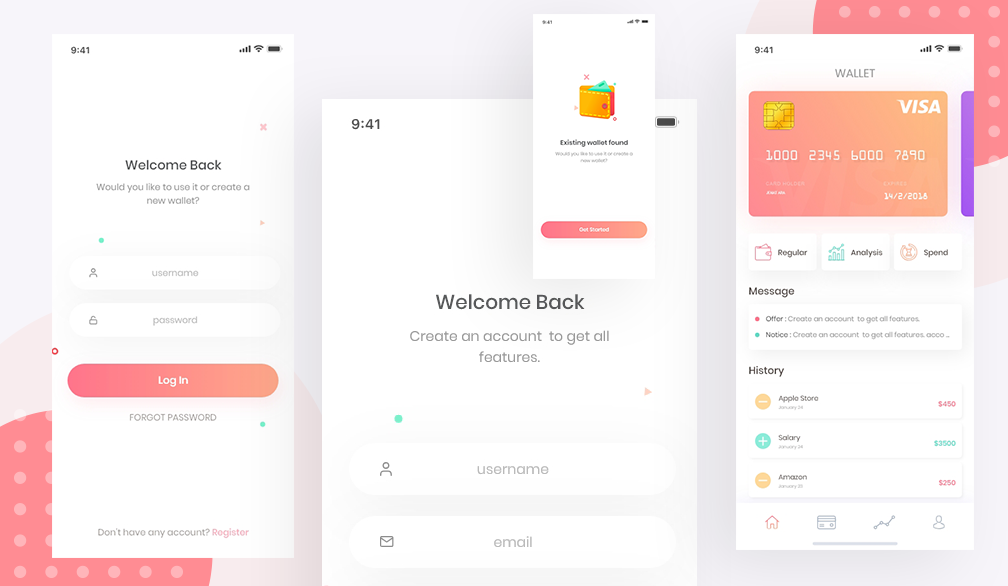 9:41
Welcome Back
Would you like to use it or create a
new wallet?
username
password
Log In
FORGOT PASSWORD
Don't have any account? Register
9:41
Welcome Back
Create an account to get all
features.
username
email
9:41
Existing wallet found
Would you like to use it or create a
new wallet?
Get Started
9:41
WALLET
VISA
1000 2345 6000 7890
CARD HOLDER
EXPIRES
14/2/2018
Regular
Analysis
Spend
Message
Offer : Create an account to get all features.
Notice : Create an account to get all features, acco ...
History
Apple Store
January 24
$450
Salary
January 24
$3500
Amazon
January 20
$250